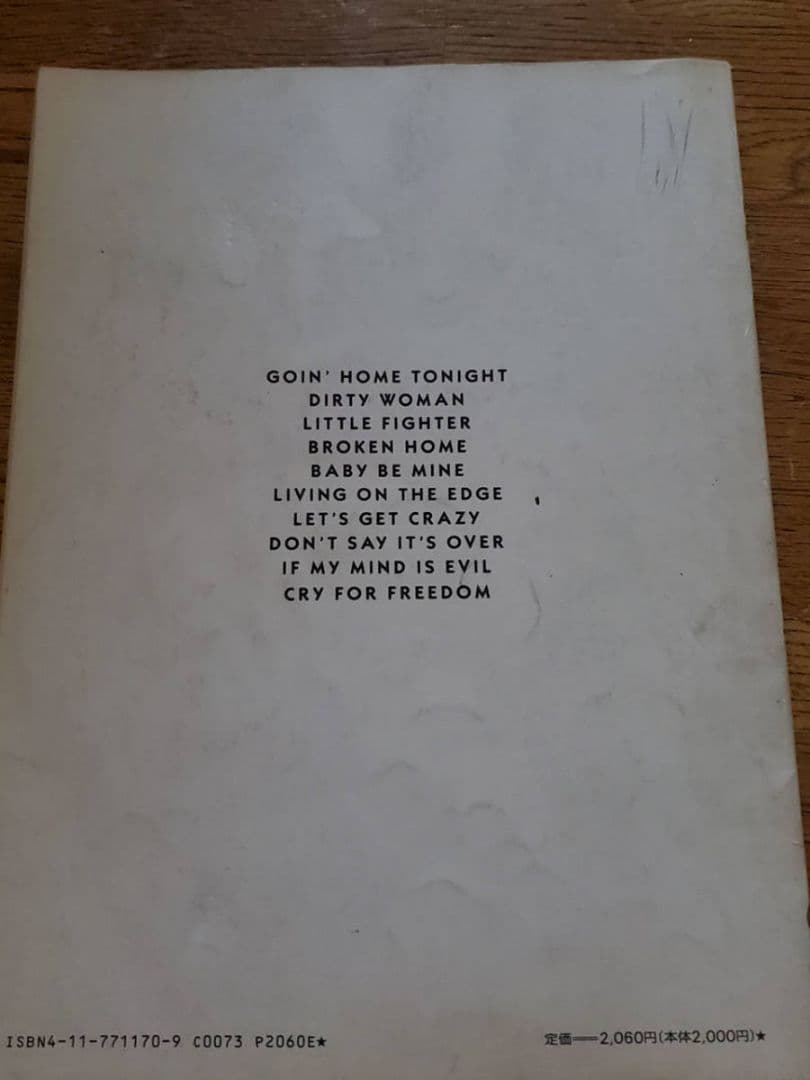 GOIN' HOME TONIGHT
DIRTY WOMAN
LITTLE FIGHTER
BROKEN HOME
BABY BE MINE
LIVING ON THE EDGE
LET'S GET CRAZY
DON'T SAY IT'S OVER
IF MY MIND IS EVIL
CRY FOR FREEDOM
ISBN4-11-771170-9 C0073 P2060E★
定価━━2,060円(本体2,000円)★